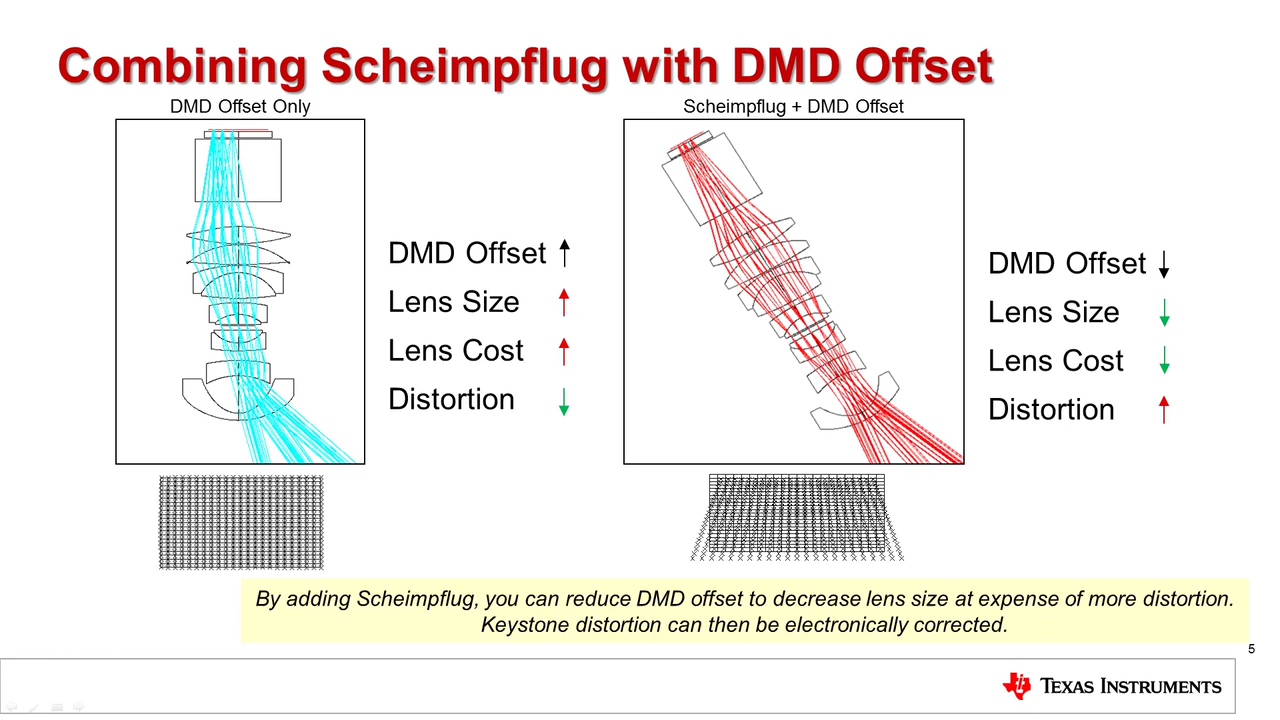 Combining Scheimpflug with DMD Offset
DMD Offset Only
Scheimpflug + DMD Offset
DMD Offset
Lens Size
Lens Cost
Distortion
DMD Offset
Lens Size
Lens Cost
Distortion
By adding Scheimpflug, you can reduce DMD offset to decrease lens size at expense of more distortion.
Keystone distortion can then be electronically corrected.
5
TEXAS INSTRUMENTS